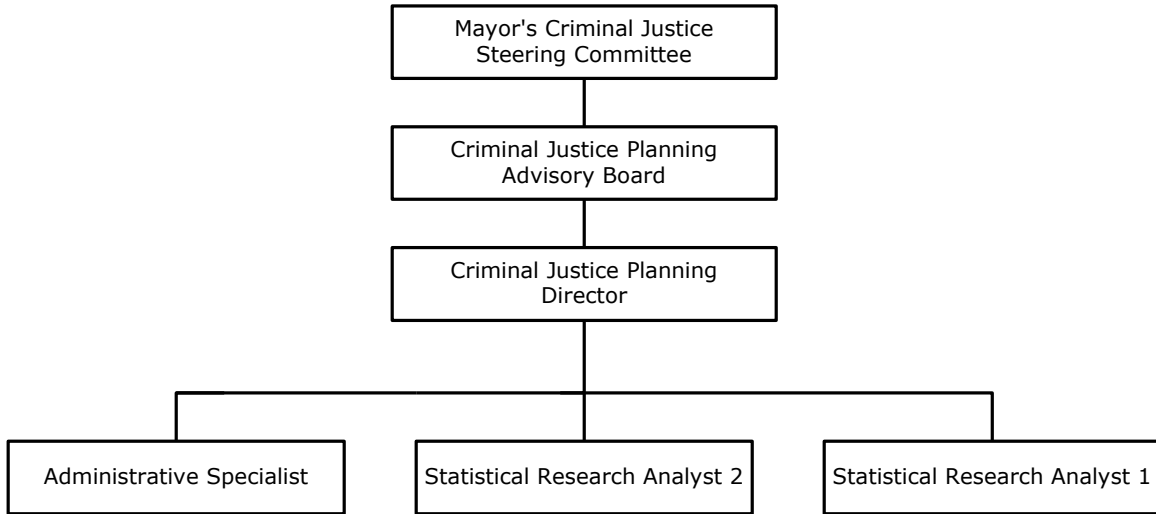 Mayor's Criminal Justice
Steering Committee
Criminal Justice Planning
Advisory Board
Criminal Justice Planning
Director
Administrative Specialist
Statistical Research Analyst 2
Statistical Research Analyst 1